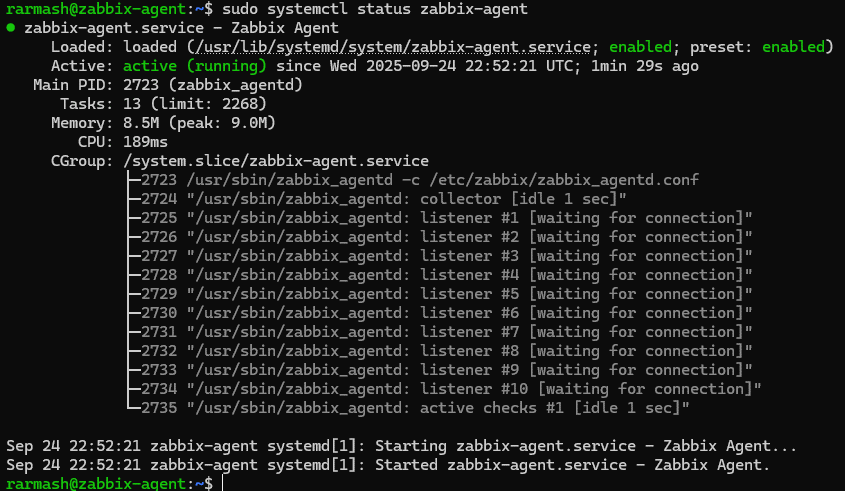 rarmash@zabbix-agent:~$ sudo systemctl status zabbix-agent
● zabbix-agent.service - Zabbix Agent
     Loaded: loaded (/usr/lib/systemd/system/zabbix-agent.service; enabled; preset: enabled)
     Active: active (running) since Wed 2025-09-24 22:52:21 UTC; 1min 29s ago
   Main PID: 2723 (zabbix_agentd)
      Tasks: 13 (limit: 2268)
     Memory: 8.5M (peak: 9.0M)
        CPU: 189ms
     CGroup: /system.slice/zabbix-agent.service
             ├─2723 /usr/sbin/zabbix_agentd -c /etc/zabbix/zabbix_agentd.conf
             ├─2724 "/usr/sbin/zabbix_agentd: collector [idle 1 sec]"
             ├─2725 "/usr/sbin/zabbix_agentd: listener #1 [waiting for connection]"
             ├─2726 "/usr/sbin/zabbix_agentd: listener #2 [waiting for connection]"
             ├─2727 "/usr/sbin/zabbix_agentd: listener #3 [waiting for connection]"
             ├─2728 "/usr/sbin/zabbix_agentd: listener #4 [waiting for connection]"
             ├─2729 "/usr/sbin/zabbix_agentd: listener #5 [waiting for connection]"
             ├─2730 "/usr/sbin/zabbix_agentd: listener #6 [waiting for connection]"
             ├─2731 "/usr/sbin/zabbix_agentd: listener #7 [waiting for connection]"
             ├─2732 "/usr/sbin/zabbix_agentd: listener #8 [waiting for connection]"
             ├─2733 "/usr/sbin/zabbix_agentd: listener #9 [waiting for connection]"
             ├─2734 "/usr/sbin/zabbix_agentd: listener #10 [waiting for connection]"
             └─2735 "/usr/sbin/zabbix_agentd: active checks #1 [idle 1 sec]"

Sep 24 22:52:21 zabbix-agent systemd[1]: Starting zabbix-agent.service - Zabbix Agent...
Sep 24 22:52:21 zabbix-agent systemd[1]: Started zabbix-agent.service - Zabbix Agent.
rarmash@zabbix-agent:~$